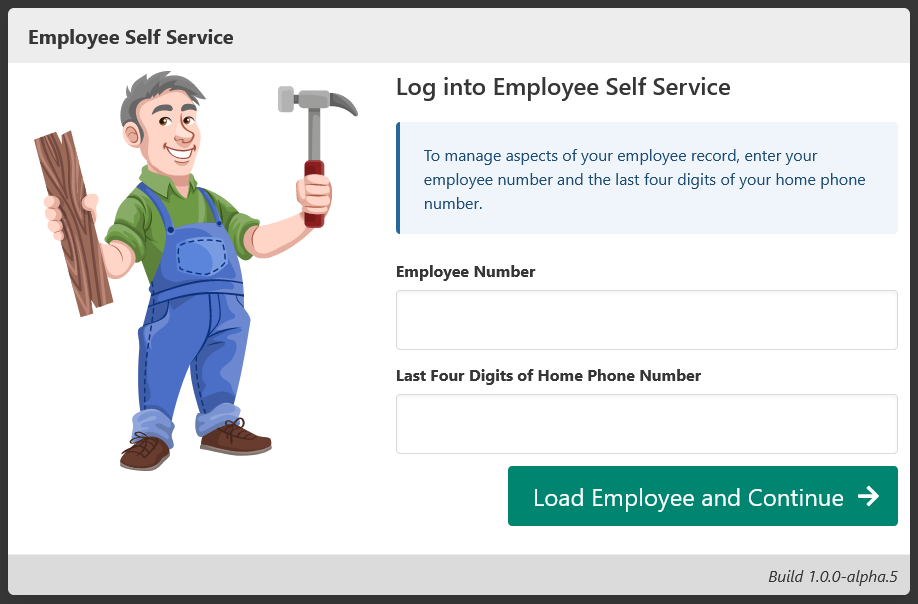 Employee Self Service
Log into Employee Self Service
To manage aspects of your employee record, enter your
employee number and the last four digits of your home phone
number.
Employee Number
Last Four Digits of Home Phone Number
Load Employee and Continue
Build 1.0.0-alpha.5